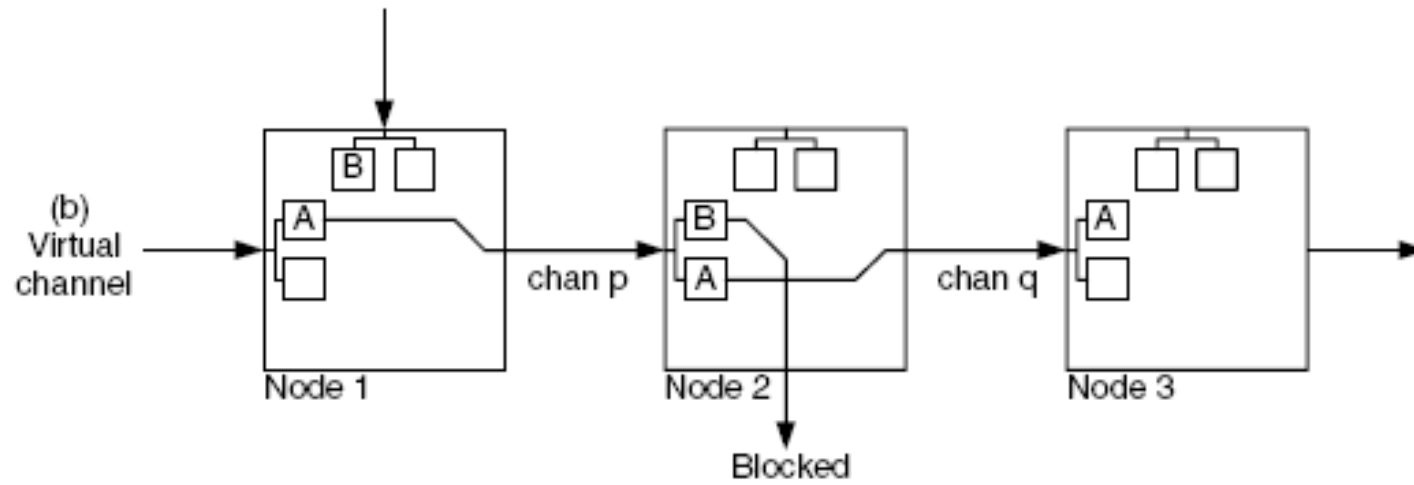 B
(b)
Virtual
channel
A
chan p
B
A
chan q
A
Node 1
Node 2
Node 3
Blocked